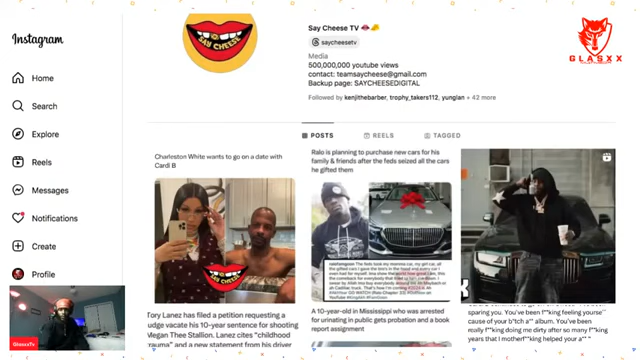 Instagram
SAY CHEESE
Say Cheese TV
saycheesetv
Media
500,000,000 youtube views
contact: teamsaycheese@gmail.com
Backup page: SAYCHEESEDIGITAL
Followed by kenjithebarber, trophy_takers112, yunglan + 42 more
GLASXX
Home
Search
Explore
Reels
Messages
Notifications
Create
Profile
POSTS
REELS
TAGGED
Charleston White wants to go on a date with
Cardi B
SAY CHEESE
Ralo is planning to purchase new cars for his
family & friends after the feds seized all the cars
he gifted them
Tory Lanez has filed a petition requesting a
judge vacate his 10-year sentence for shooting
Megan Thee Stallion. Lanez cites "childhood
trauma" and a new statement from his driver
A 10-year-old in Mississippi who was arrested
for urinating in public gets probation and a book
report assignment
sharing. You've been f**king feeling yourse'
cause of your b*tch a** album. You've been
really f**king doing me dirty after so many f**king
years that I motherf**king helped your a**
GlasxxTv